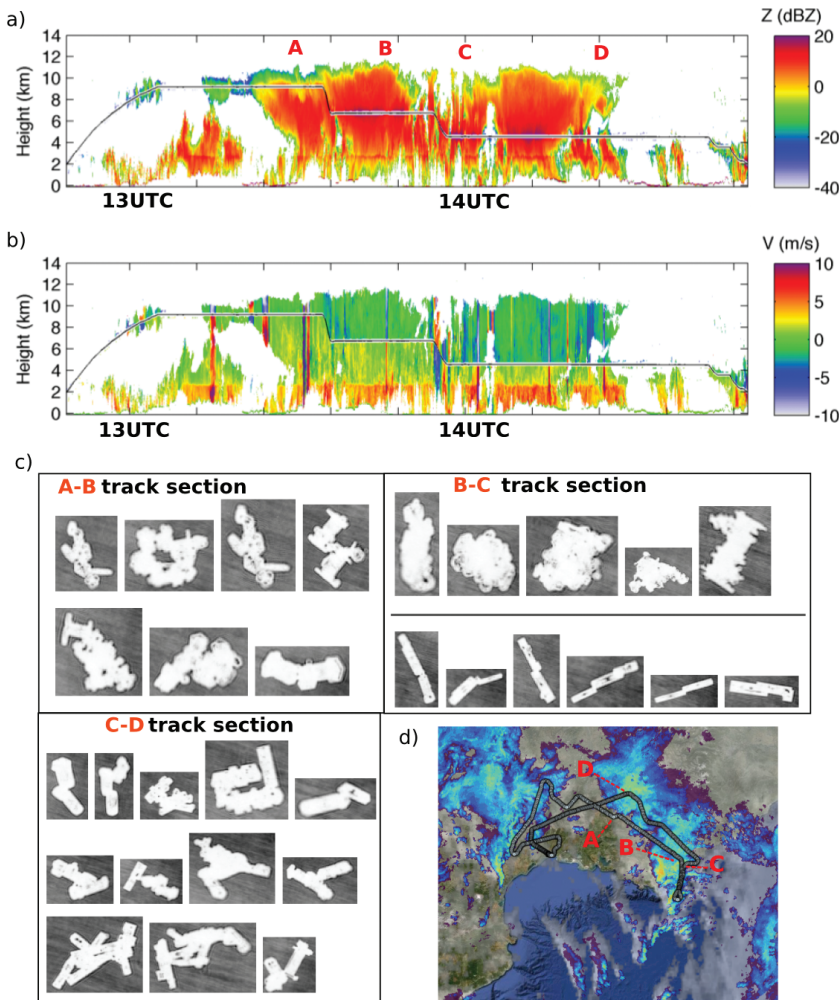 a)
Z (dBZ)
A B C D
14
12
10
8
6
4
2
0
Height (km)
13UTC 14UTC
20
0
-20
-40
b)
V (m/s)
14
12
10
8
6
4
2
0
Height (km)
13UTC 14UTC
10
5
0
-5
-10
c)
A-B track section
B-C track section
C-D track section
d)
D
A
B
C